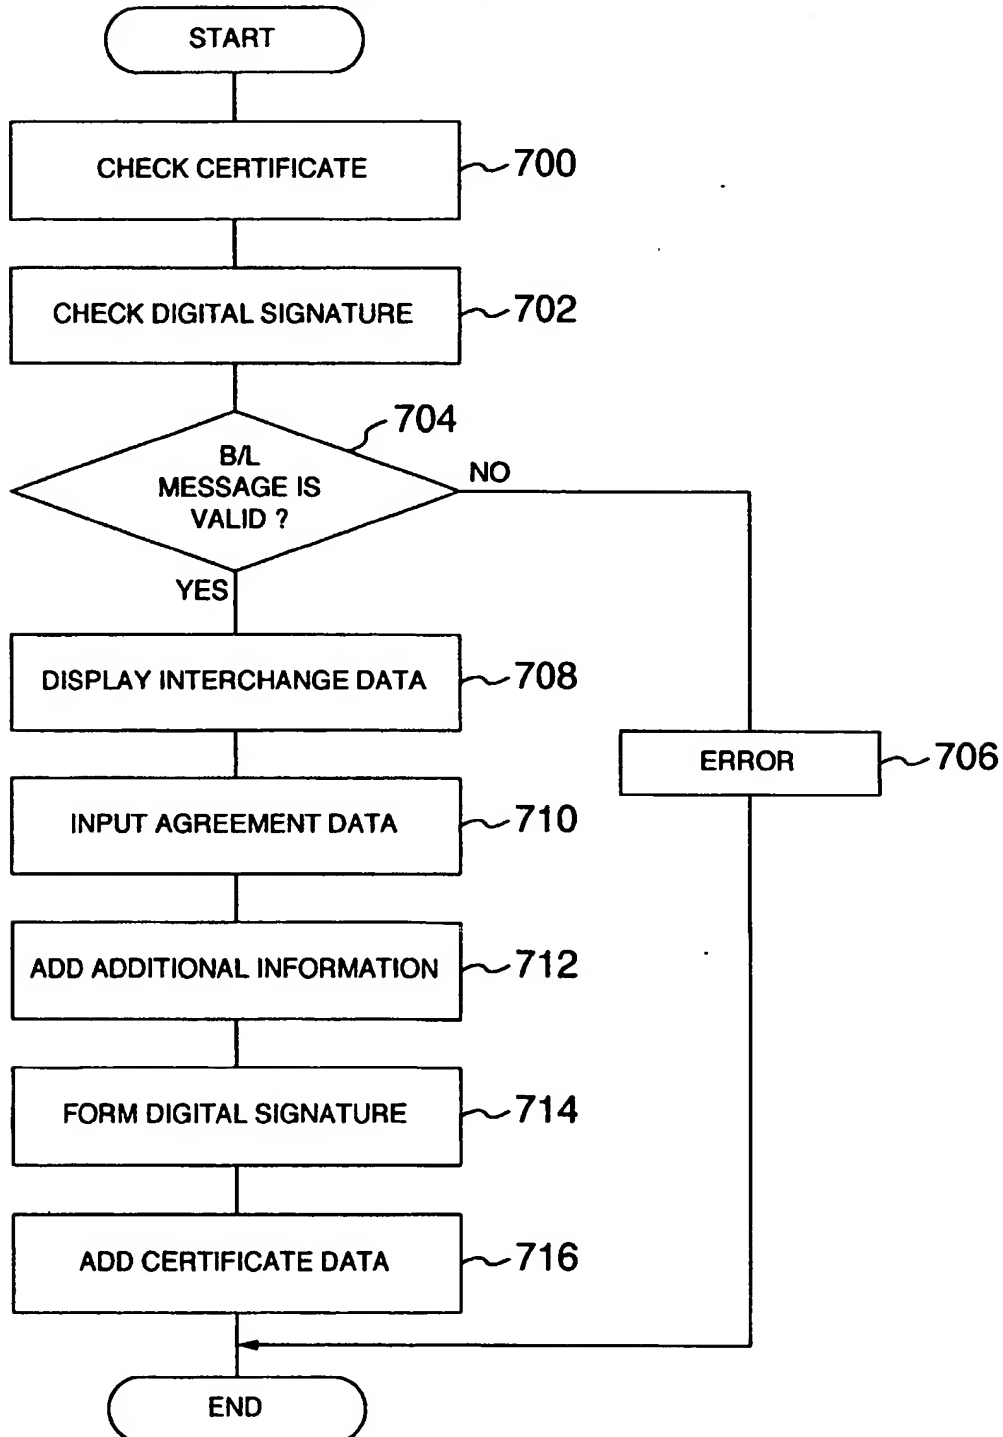 START
CHECK CERTIFICATE
700
CHECK DIGITAL SIGNATURE
702
704
B/L
MESSAGE IS
VALID ?
NO
YES
DISPLAY INTERCHANGE DATA
708
ERROR
706
INPUT AGREEMENT DATA
710
ADD ADDITIONAL INFORMATION
712
FORM DIGITAL SIGNATURE
714
ADD CERTIFICATE DATA
716
END